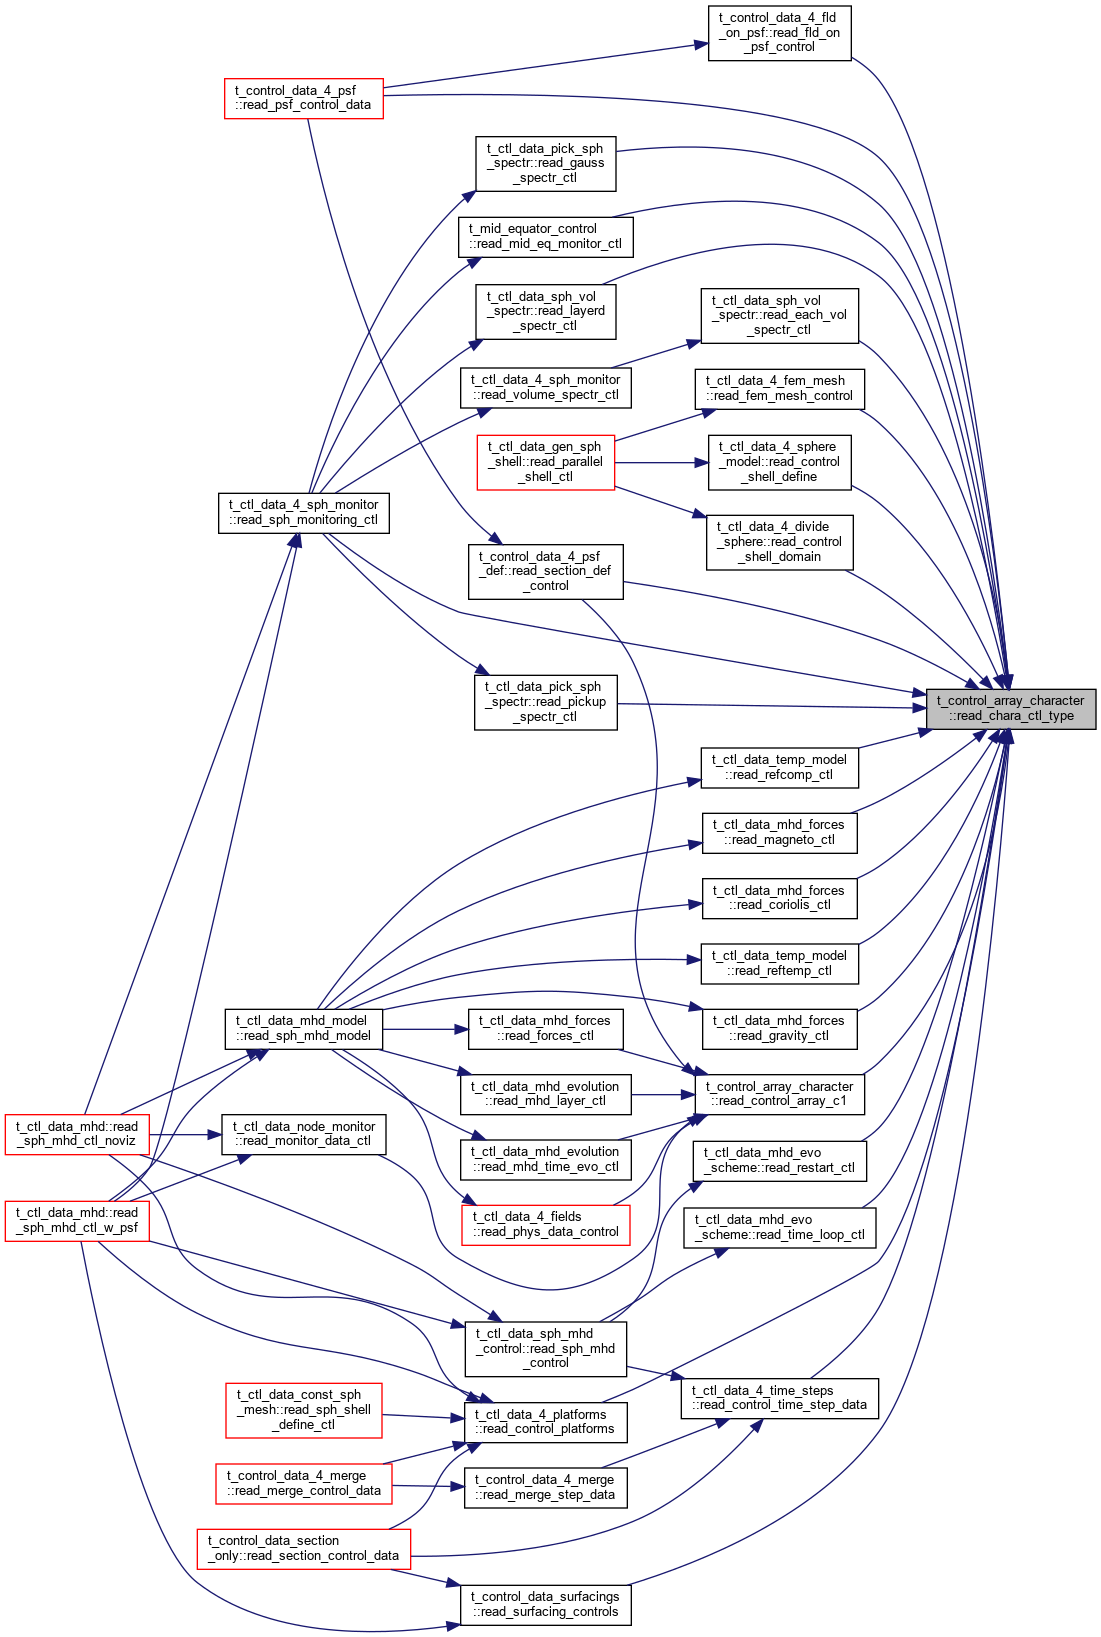 t_control_data_4_fld
_on_psf::read_fld_on
_psf_control
t_control_data_4_psf
::read_psf_control_data
t_ctl_data_pick_sph
_spectr::read_gauss
_spectr_ctl
t_mid_equator_control
::read_mid_eq_monitor_ctl
t_ctl_data_sph_vol
_spectr::read_layerd
_spectr_ctl
t_ctl_data_sph_vol
_spectr::read_each_vol
_spectr_ctl
t_ctl_data_4_sph_monitor
::read_volume_spectr_ctl
t_ctl_data_4_fem_mesh
::read_fem_mesh_control
t_ctl_data_gen_sph
_shell::read_parallel
_shell_ctl
t_ctl_data_4_sphere
_model::read_control
_shell_define
t_ctl_data_4_sph_monitor
::read_sph_monitoring_ctl
t_ctl_data_4_divide
_sphere::read_control
_shell_domain
t_control_data_4_psf
_def::read_section_def
_control
t_ctl_data_pick_sph
_spectr::read_pickup
_spectr_ctl
t_control_array_character
::read_chara_ctl_type
t_ctl_data_temp_model
::read_refcomp_ctl
t_ctl_data_mhd_forces
::read_magneto_ctl
t_ctl_data_mhd_forces
::read_coriolis_ctl
t_ctl_data_temp_model
::read_reftemp_ctl
t_ctl_data_mhd_model
::read_sph_mhd_model
t_ctl_data_mhd_forces
::read_forces_ctl
t_ctl_data_mhd_forces
::read_gravity_ctl
t_ctl_data_mhd_evolution
::read_mhd_layer_ctl
t_control_array_character
::read_control_array_c1
t_ctl_data_mhd::read
_sph_mhd_ctl_noviz
t_ctl_data_node_monitor
::read_monitor_data_ctl
t_ctl_data_mhd_evolution
::read_mhd_time_evo_ctl
t_ctl_data_mhd_evo
_scheme::read_restart_ctl
t_ctl_data_mhd::read
_sph_mhd_ctl_w_psf
t_ctl_data_4_fields
::read_phys_data_control
t_ctl_data_mhd_evo
_scheme::read_time_loop_ctl
t_ctl_data_sph_mhd
_control::read_sph_mhd
_control
t_ctl_data_const_sph
_mesh::read_sph_shell
_define_ctl
t_ctl_data_4_platforms
::read_control_platforms
t_ctl_data_4_time_steps
::read_control_time_step_data
t_control_data_4_merge
::read_merge_control_data
t_control_data_4_merge
::read_merge_step_data
t_control_data_section
_only::read_section_control_data
t_control_data_surfacings
::read_surfacing_controls